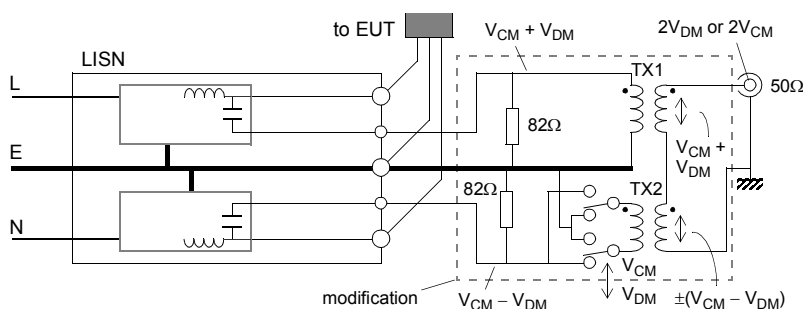 to EUT
V_CM + V_DM
2V_DM or 2V_CM
LISN
TX1
50Ω
L
82Ω
V_CM +
V_DM
E
82Ω
TX2
N
V_CM
V_DM
modification
V_CM − V_DM
±(V_CM − V_DM)